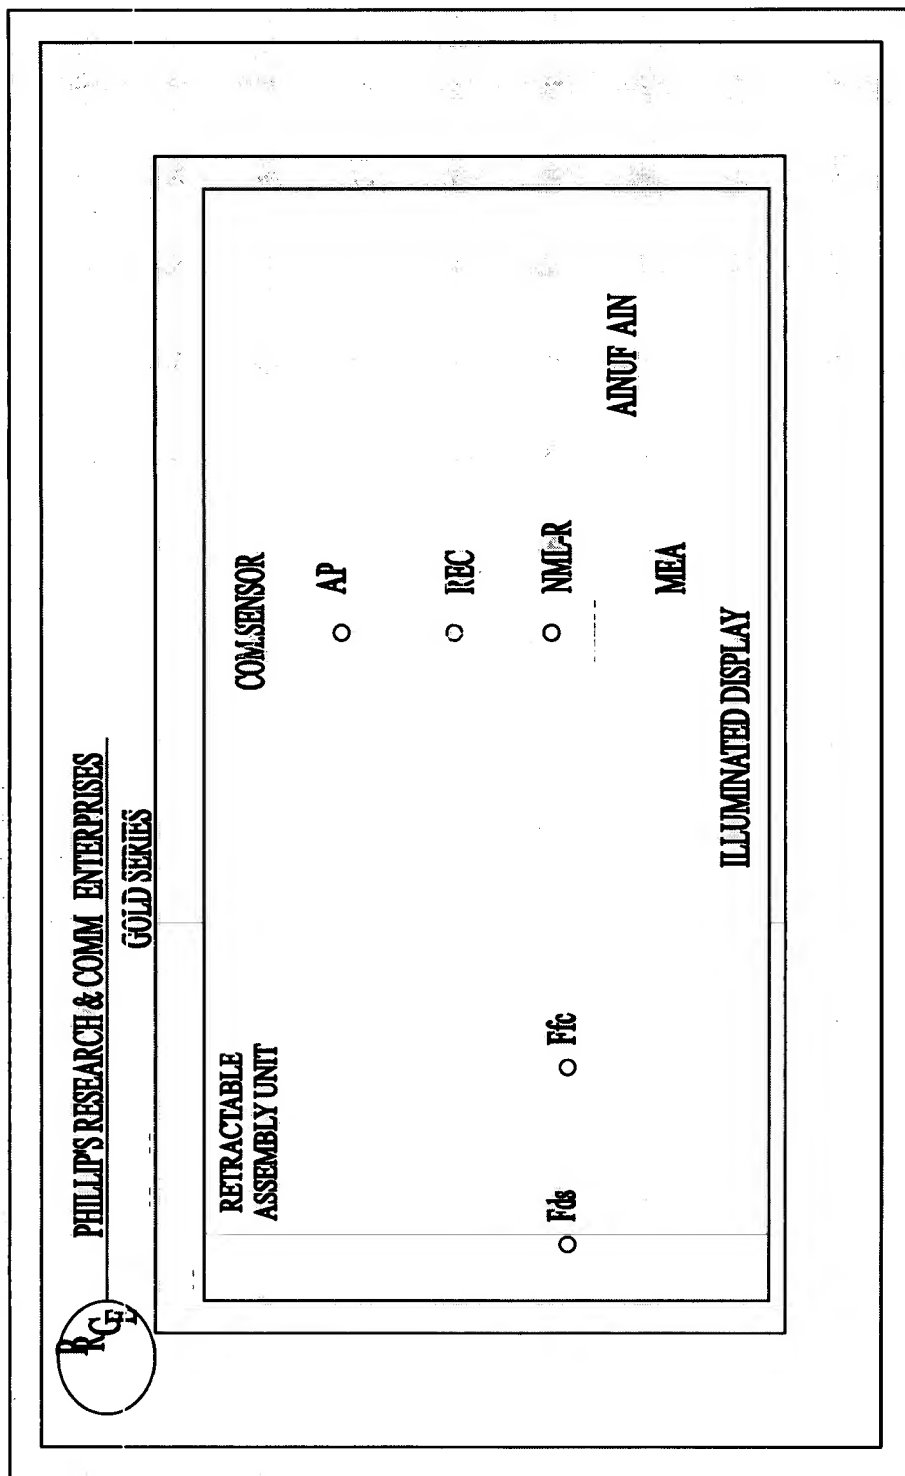 PHILLIP'S RESEARCH & COMM ENTERPRISES
GOLD SERIES
RETRACTABLE
ASSEMBLY UNIT
COM.SENSOR
AP
REC
Fds
Ffc
NML-R
AINUF AIN
MEA
ILLUMINATED DISPLAY